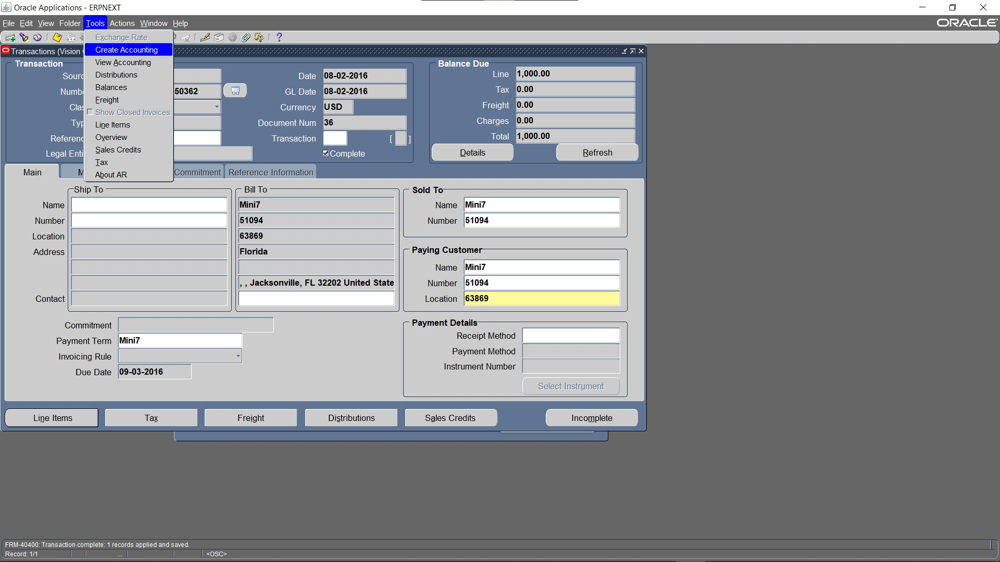 Oracle Applications - ERPNEXT
File Edit View Folder Tools Actions Window Help
ORACLE
Exchange Rate
Create Accounting
View Accounting
Distributions
Balances
Freight
Show Closed Invoices
Line Items
Overview
Sales Credits
Tax
About AR
Transactions (Vision
Transaction
Sourc
Numbe
50362
Clas
Typ
Referenc
Legal Enti
Date 08-02-2016
GL Date 08-02-2016
Currency USD
Document Num 36
Transaction [ ]
Complete
Balance Due
Line 1,000.00
Tax 0.00
Freight 0.00
Charges 0.00
Total 1,000.00
Details Refresh
Main M Commitment Reference Information
Ship To
Name
Number
Location
Address
Contact
Bill To
Mini7
51094
63869
Florida
, , Jacksonville, FL 32202 United State
Sold To
Name Mini7
Number 51094
Paying Customer
Name Mini7
Number 51094
Location 63869
Commitment
Payment Term Mini7
Invoicing Rule
Due Date 09-03-2016
Payment Details
Receipt Method
Payment Method
Instrument Number
Select Instrument
Line Items Tax Freight Distributions Sales Credits Incomplete
FRM-40400: Transaction complete: 1 records applied and saved.
Record: 1/1 ... <OSC>